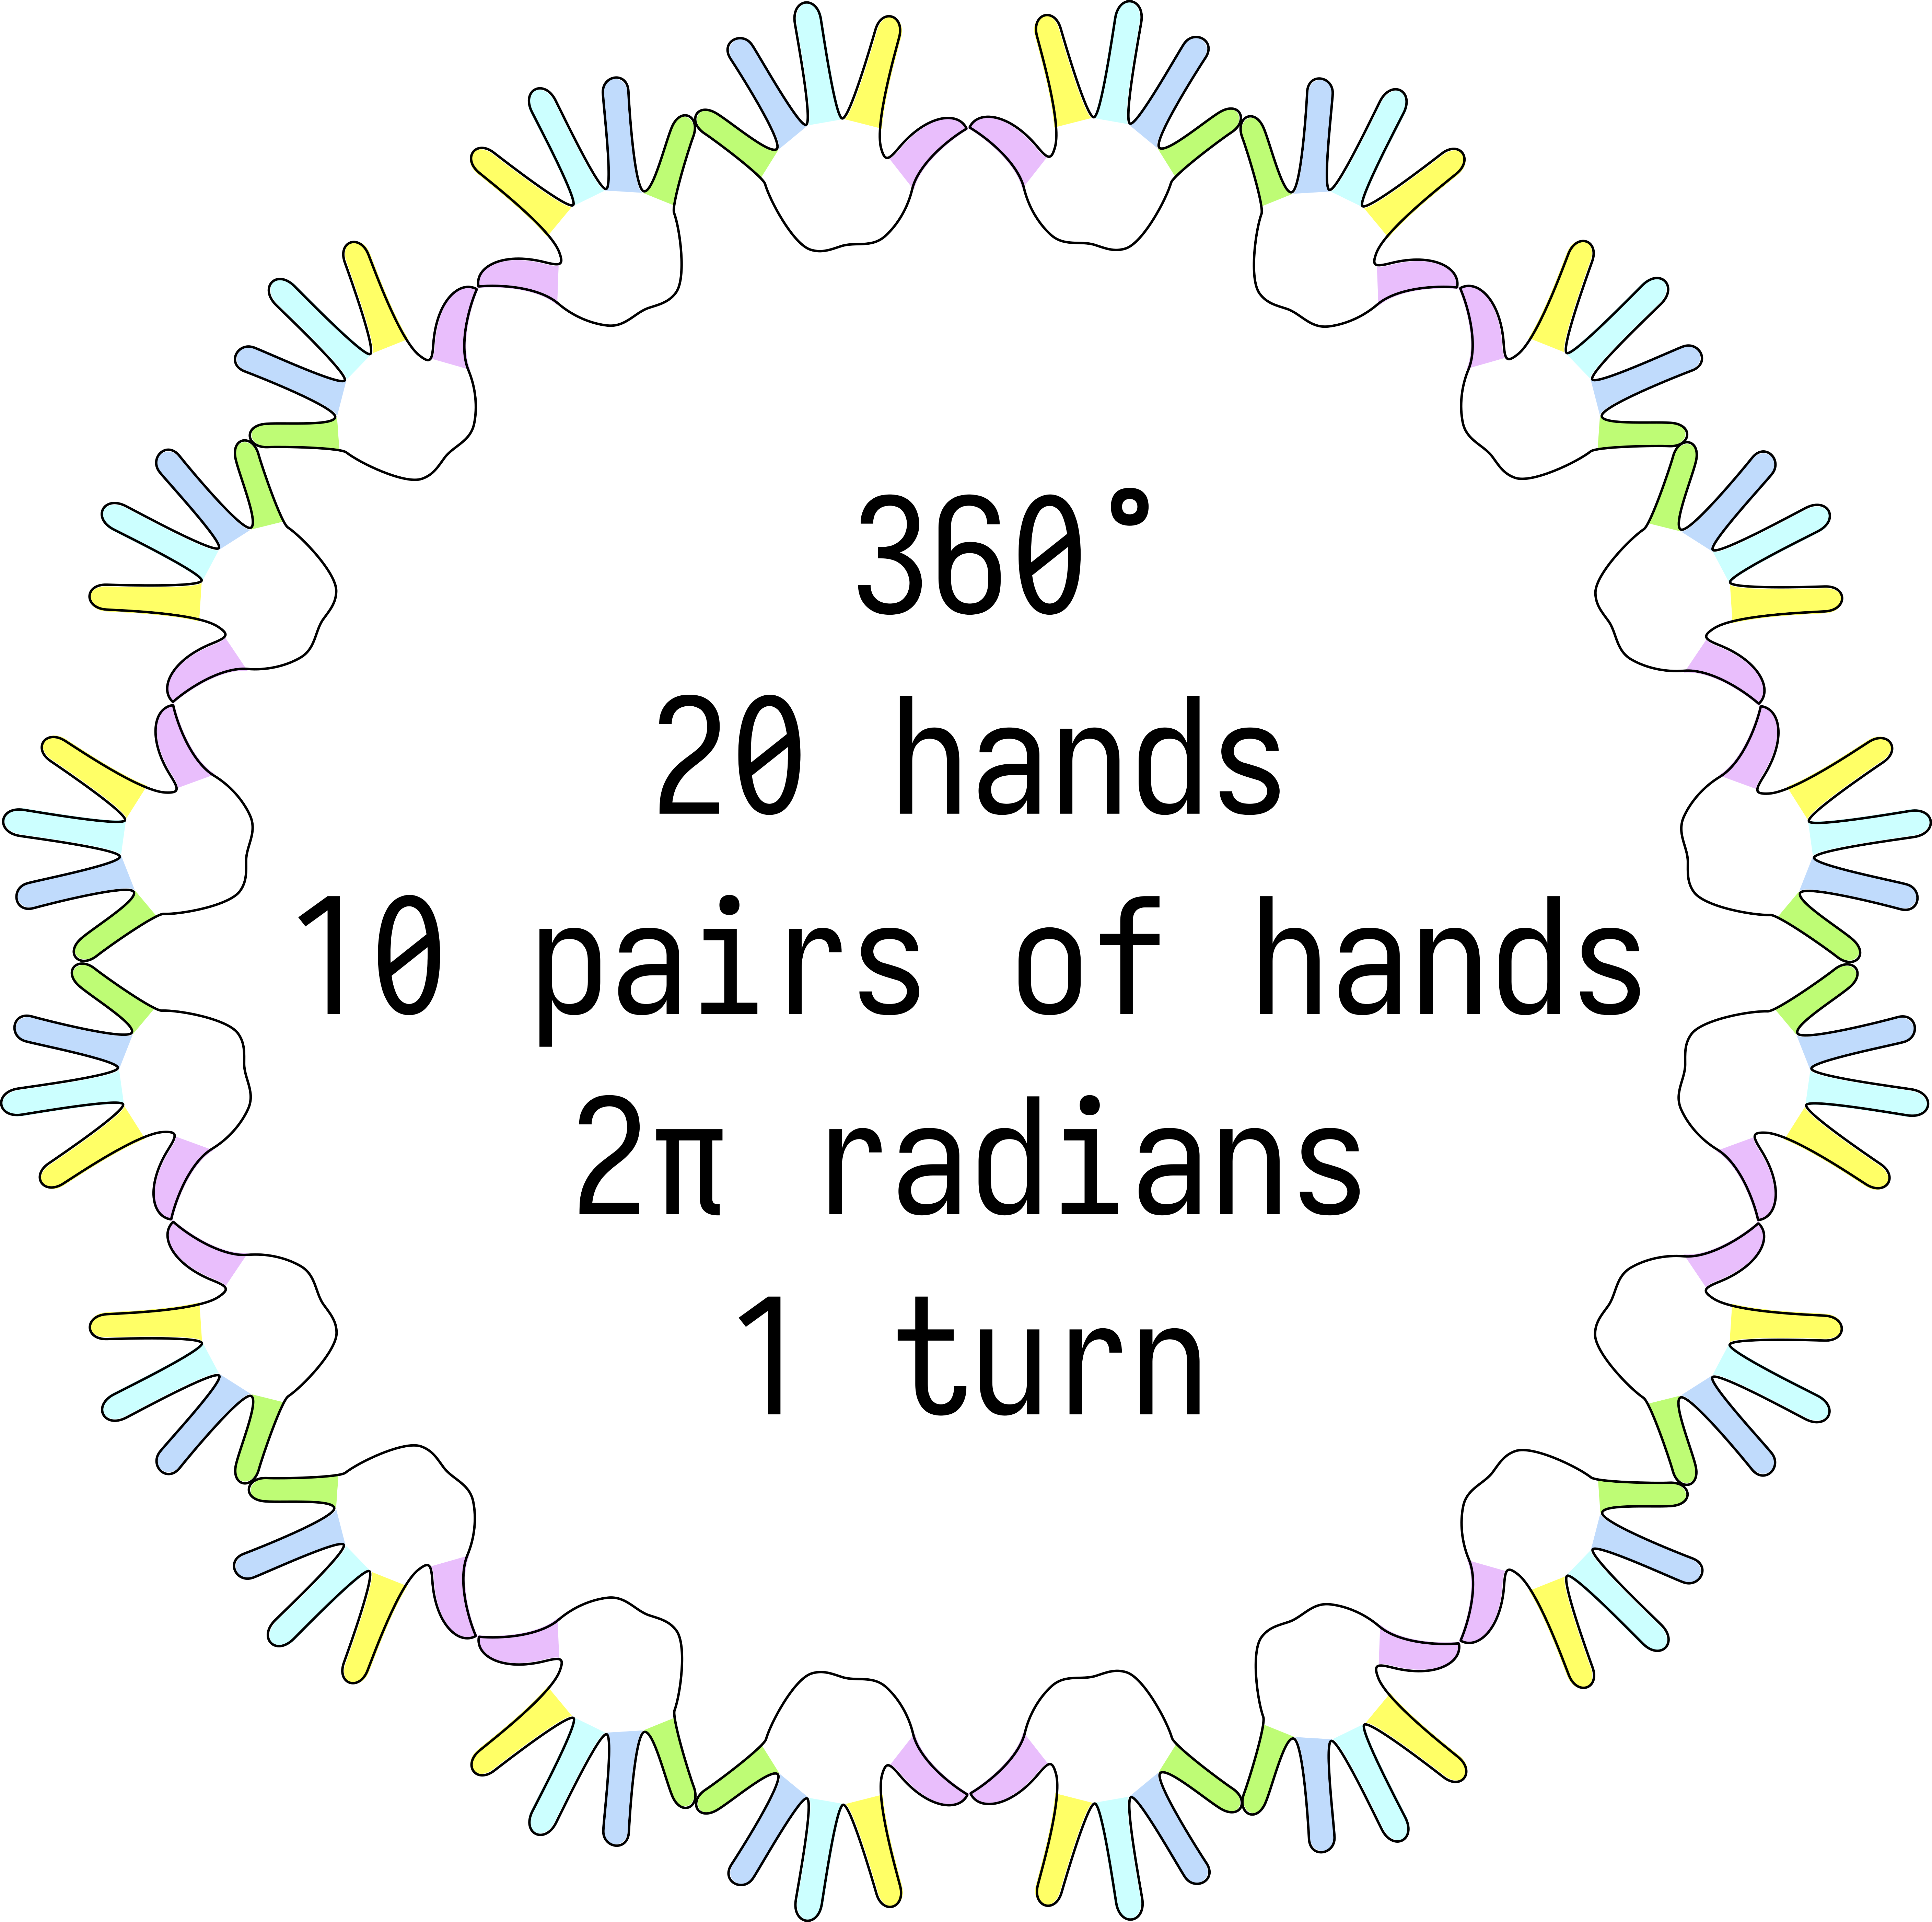 360°
20 hands
10 pairs of hands
2π radians
1 turn